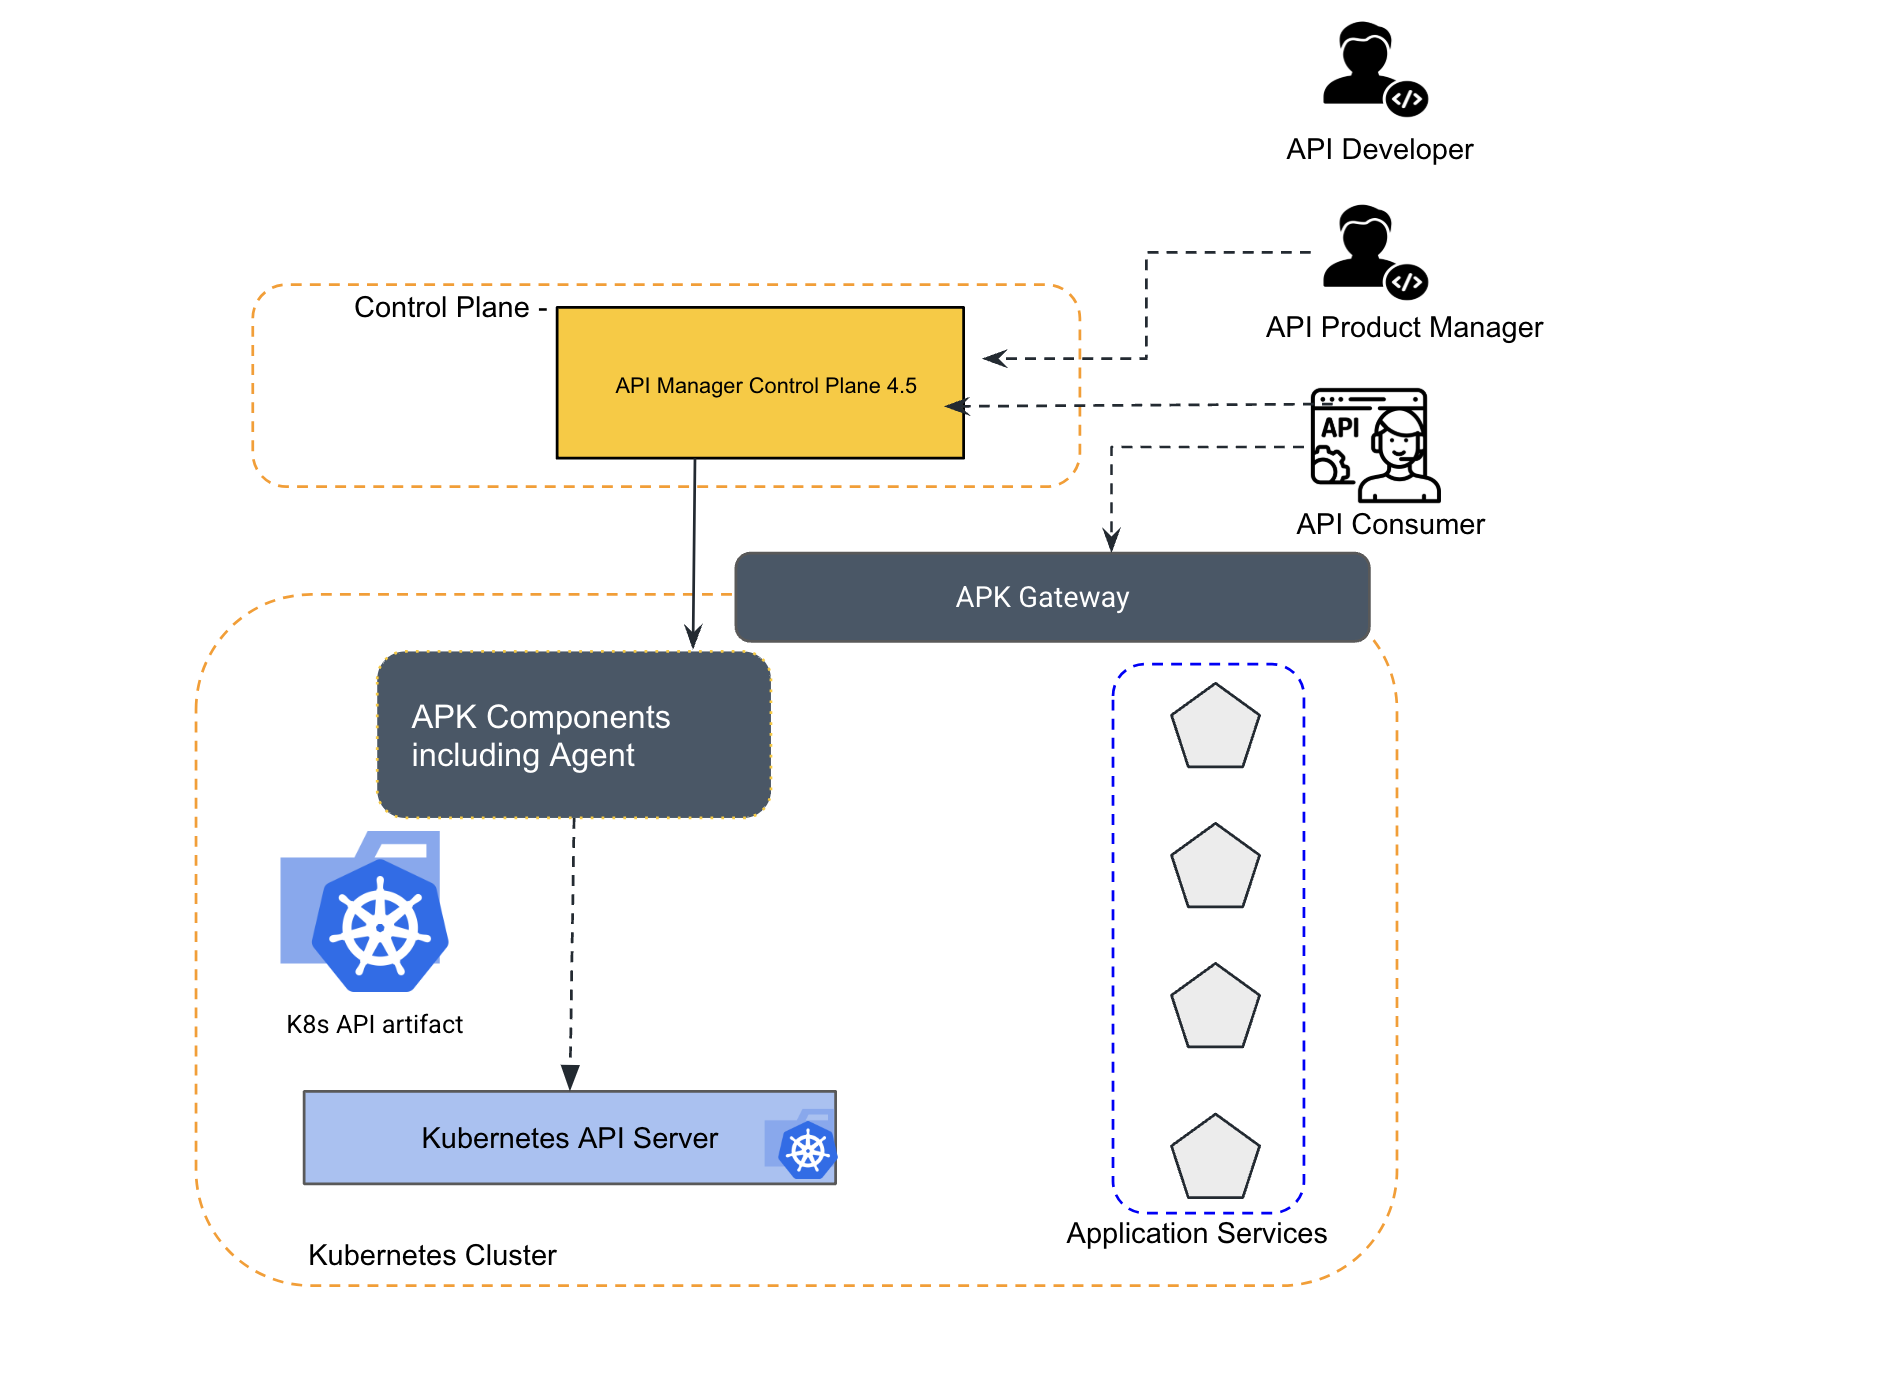 </>
API Developer
</>
API Product Manager
Control Plane -
API Manager Control Plane 4.5
API
API Consumer
APK Gateway
APK Components
including Agent
K8s API artifact
Kubernetes API Server
Application Services
Kubernetes Cluster